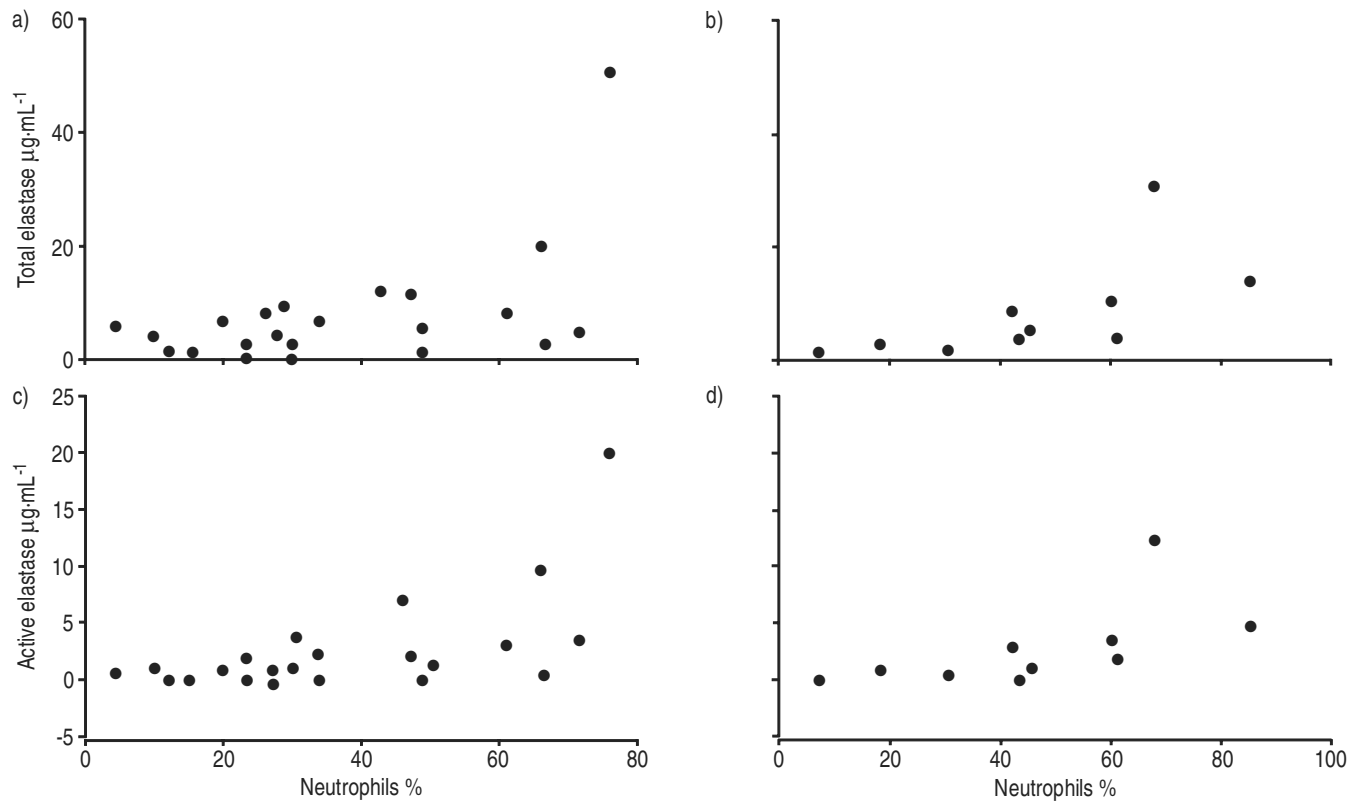 a)
60
40
20
0
Total elastase µg·mL⁻¹
b)
c)
25
20
15
10
5
0
-5
Active elastase µg·mL⁻¹
0 20 40 60 80
Neutrophils %
d)
0 20 40 60 80 100
Neutrophils %